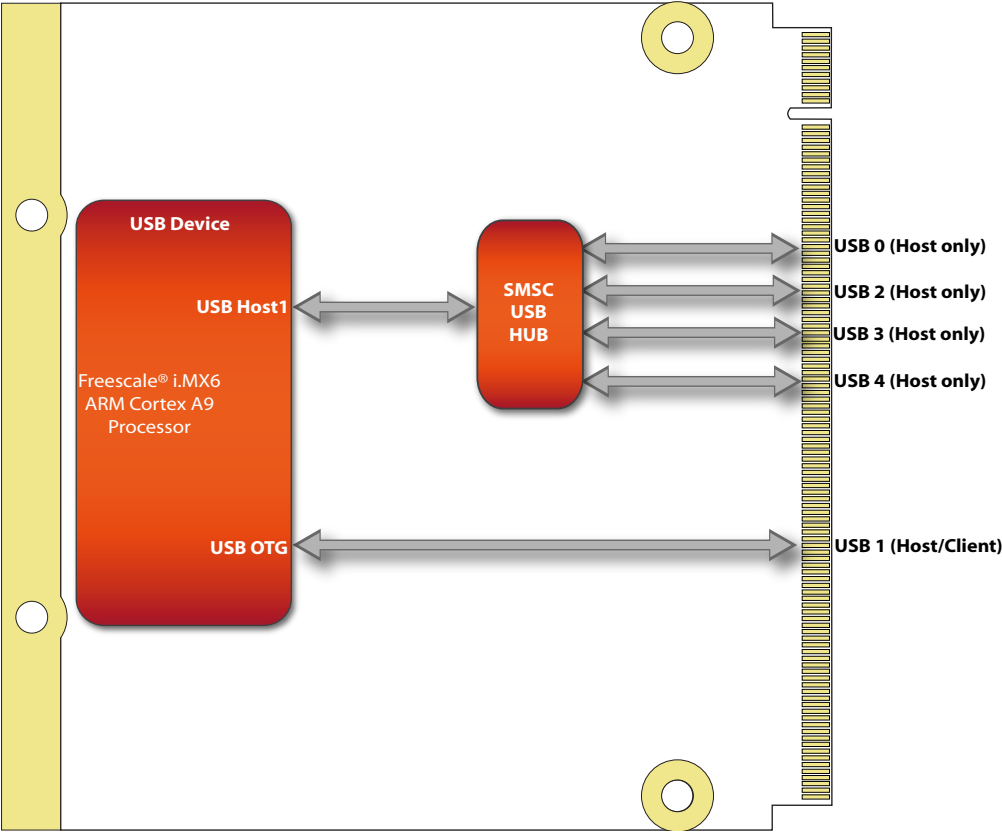 USB Device
USB Host1
Freescale® i.MX6
ARM Cortex A9
Processor
USB OTG
SMSC
USB
HUB
USB 0 (Host only)
USB 2 (Host only)
USB 3 (Host only)
USB 4 (Host only)
USB 1 (Host/Client)